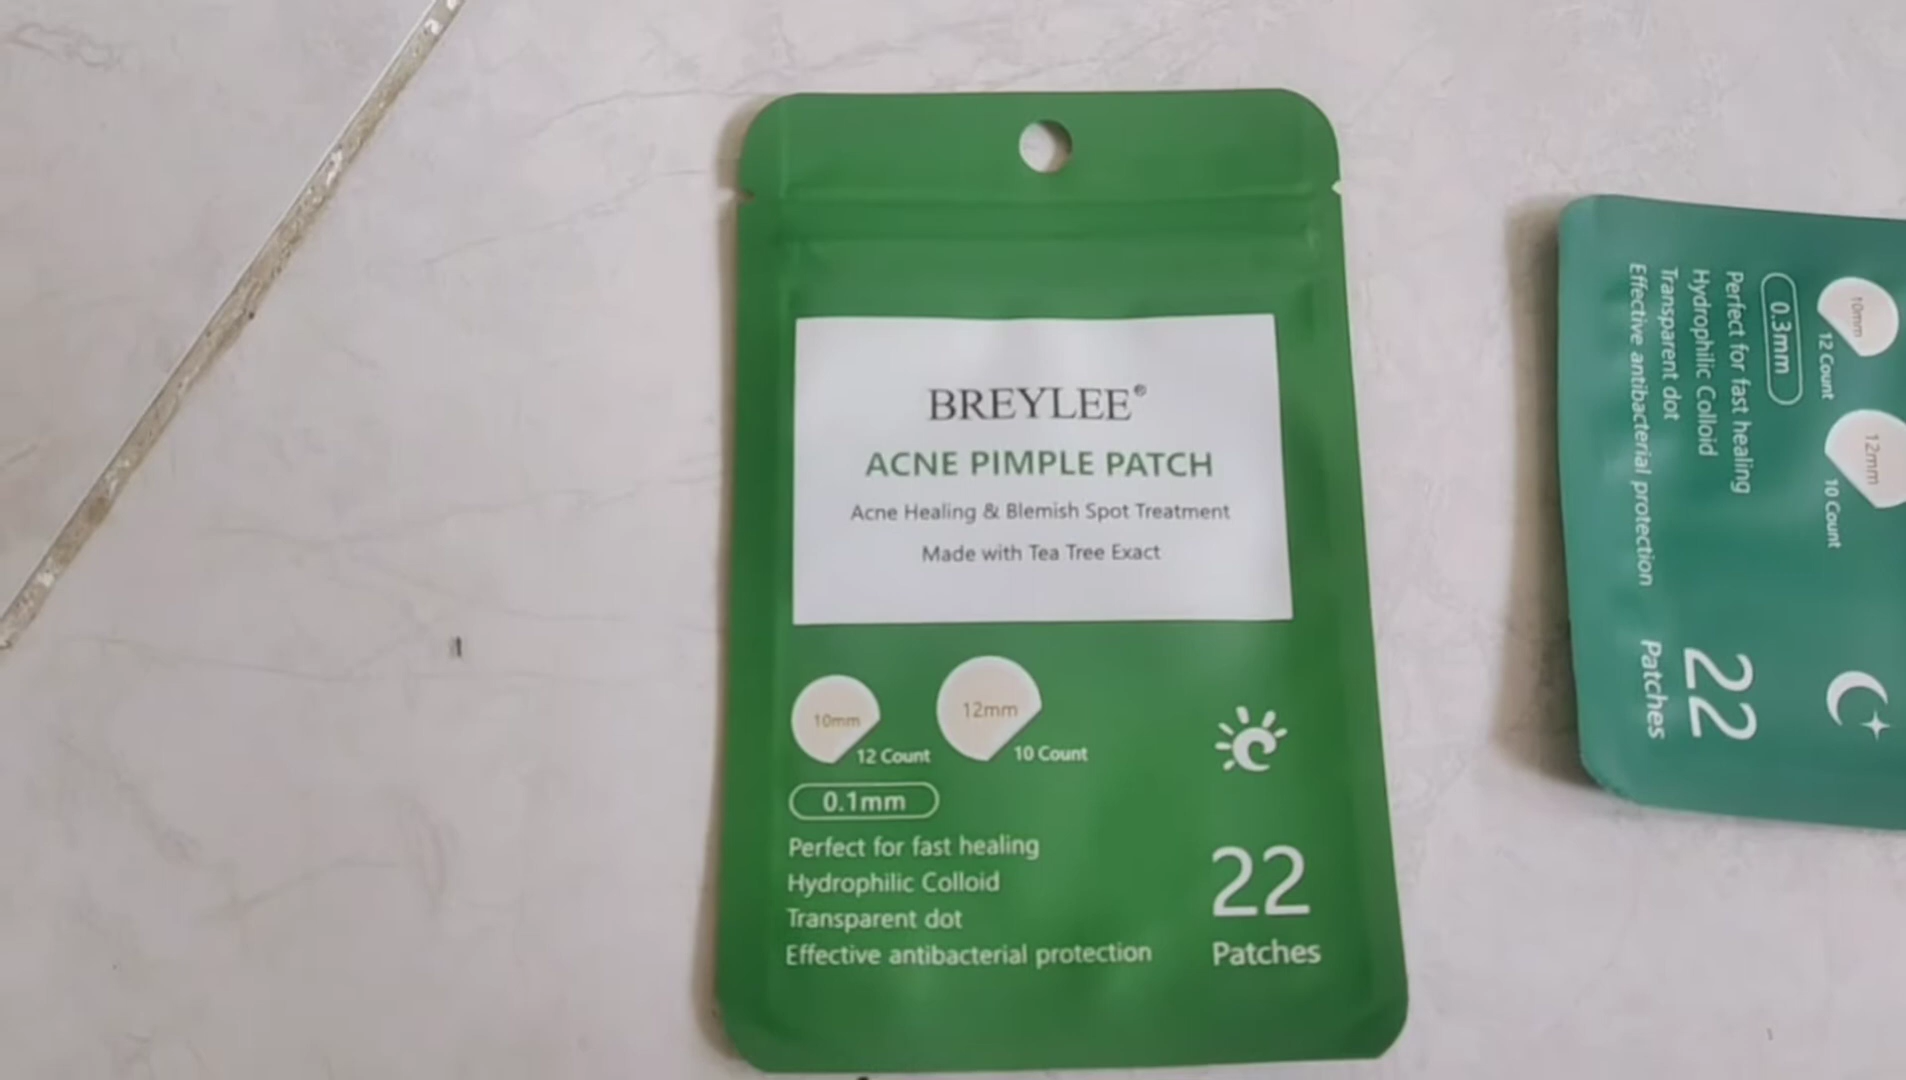 BREYLEE®
ACNE PIMPLE PATCH
Acne Healing & Blemish Spot Treatment
Made with Tea Tree Exact
10mm
12 Count
12mm
10 Count
0.1mm
Perfect for fast healing
Hydrophilic Colloid
Transparent dot
Effective antibacterial protection
22
Patches
10mm
12 Count
12mm
10 Count
0.3mm
Perfect for fast healing
Hydrophilic Colloid
Transparent dot
Effective antibacterial protection
22
Patches